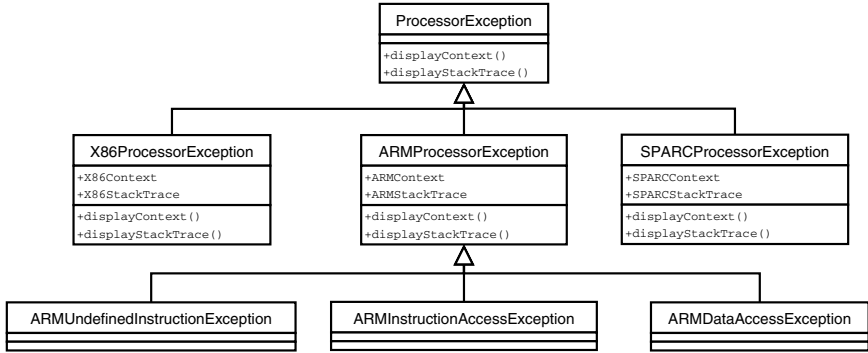 ProcessorException
+displayContext()
+displayStackTrace()
X86ProcessorException
+X86Context
+X86StackTrace
+displayContext()
+displayStackTrace()
ARMProcessorException
+ARMContext
+ARMStackTrace
+displayContext()
+displayStackTrace()
SPARCProcessorException
+SPARCContext
+SPARCStackTrace
+displayContext()
+displayStackTrace()
ARMUndefinedInstructionException
ARMInstructionAccessException
ARMDataAccessException